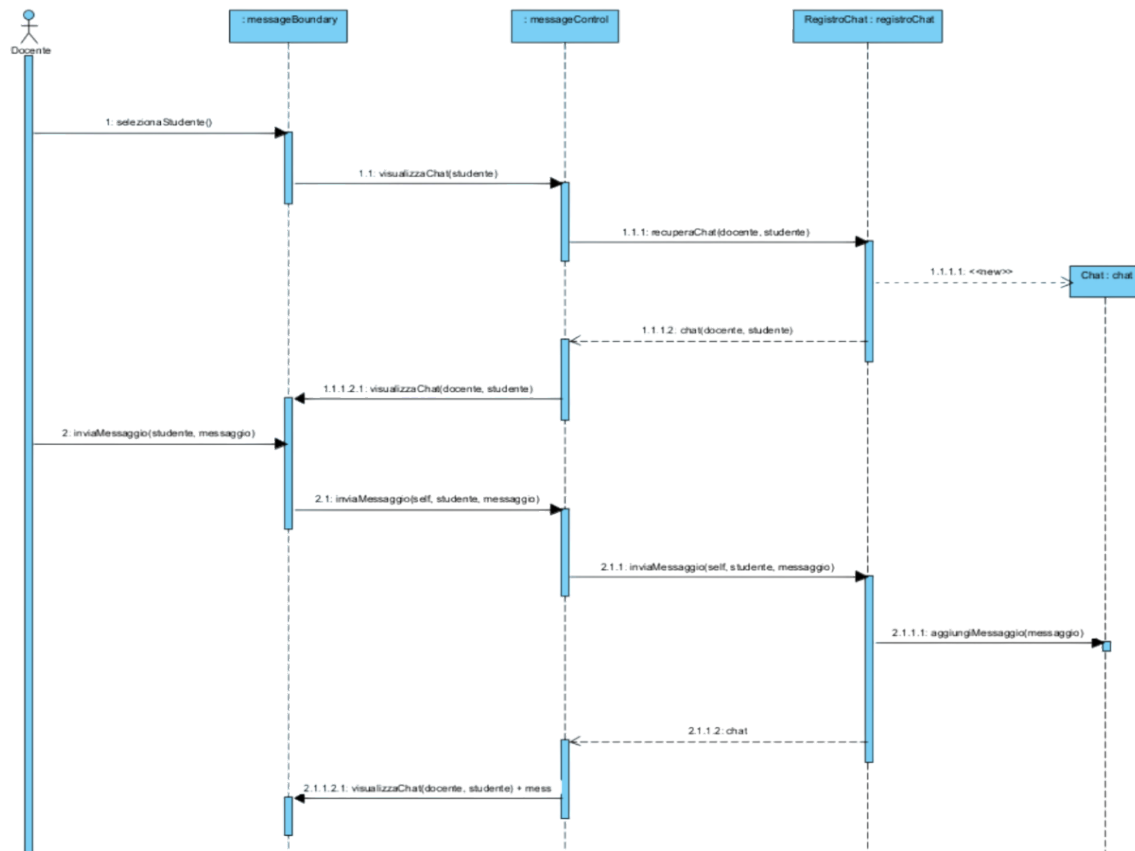 : messageBoundary
: messageControl
RegistroChat : registroChat
Docente
1: selezionaStudente()
1.1: visualizzaChat(studente)
1.1.1: recuperaChat(docente, studente)
1.1.1.1: <<new>>
Chat : chat
1.1.1.2: chat(docente, studente)
1.1.1.2.1: visualizzaChat(docente, studente)
2: inviaMessaggio(studente, messaggio)
2.1: inviaMessaggio(self, studente, messaggio)
2.1.1: inviaMessaggio(self, studente, messaggio)
2.1.1.1: aggiungiMessaggio(messaggio)
2.1.1.2: chat
2.1.1.2.1: visualizzaChat(docente, studente) + mess